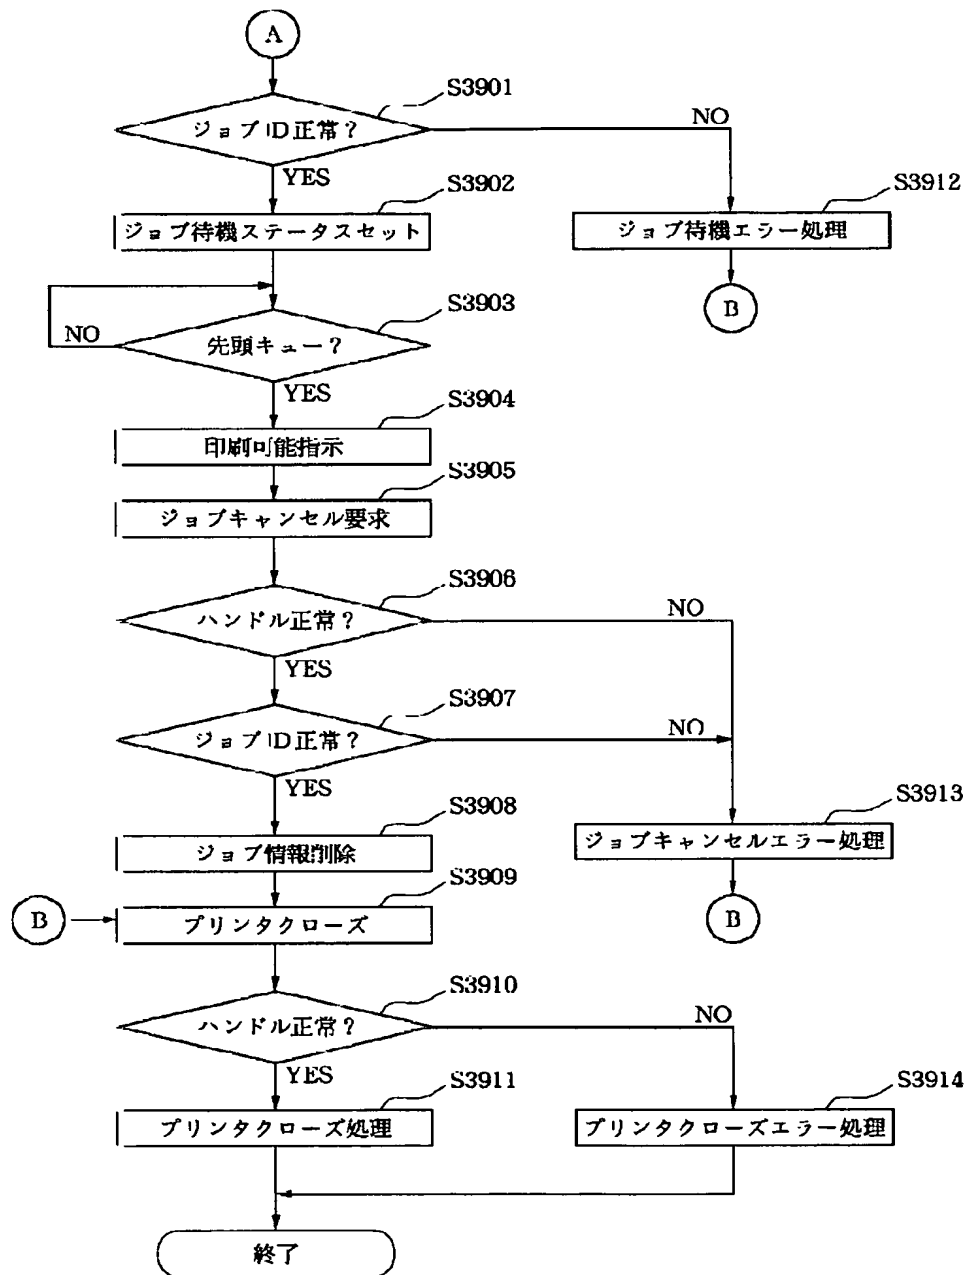 A
S3901
ジョブID正常？
NO
YES
S3902
S3912
ジョブ待機ステータスセット
ジョブ待機エラー処理
B
S3903
NO
先頭キュー？
YES
S3904
印刷可能指示
S3905
ジョブキャンセル要求
S3906
ハンドル正常？
NO
YES
S3907
ジョブID正常？
NO
YES
S3908
S3913
ジョブ情報削除
ジョブキャンセルエラー処理
S3909
B
プリンタクローズ
B
S3910
ハンドル正常？
NO
YES
S3911
S3914
プリンタクローズ処理
プリンタクローズエラー処理
終了